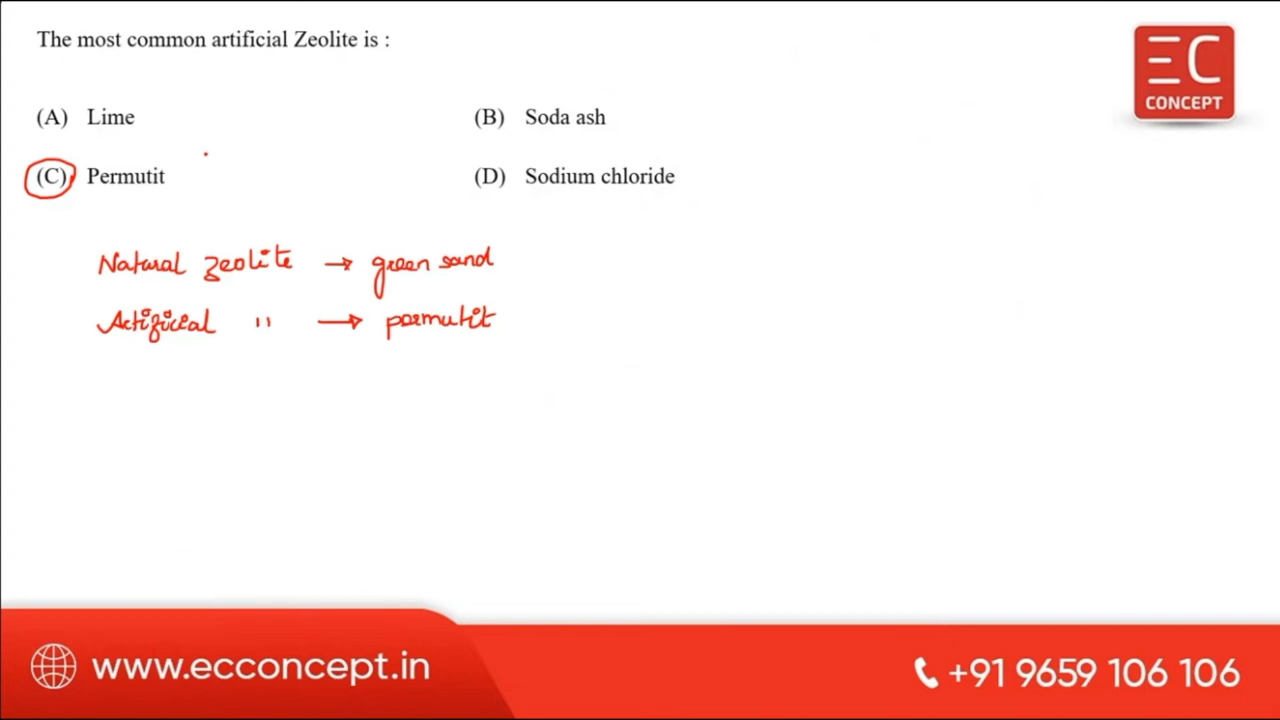 The most common artificial Zeolite is :
EC
CONCEPT
(A) Lime
(B) Soda ash
(C) Permutit
(D) Sodium chloride
Natural zeolite → green sand
Artificial " → permutit
www.ecconcept.in
+91 9659 106 106